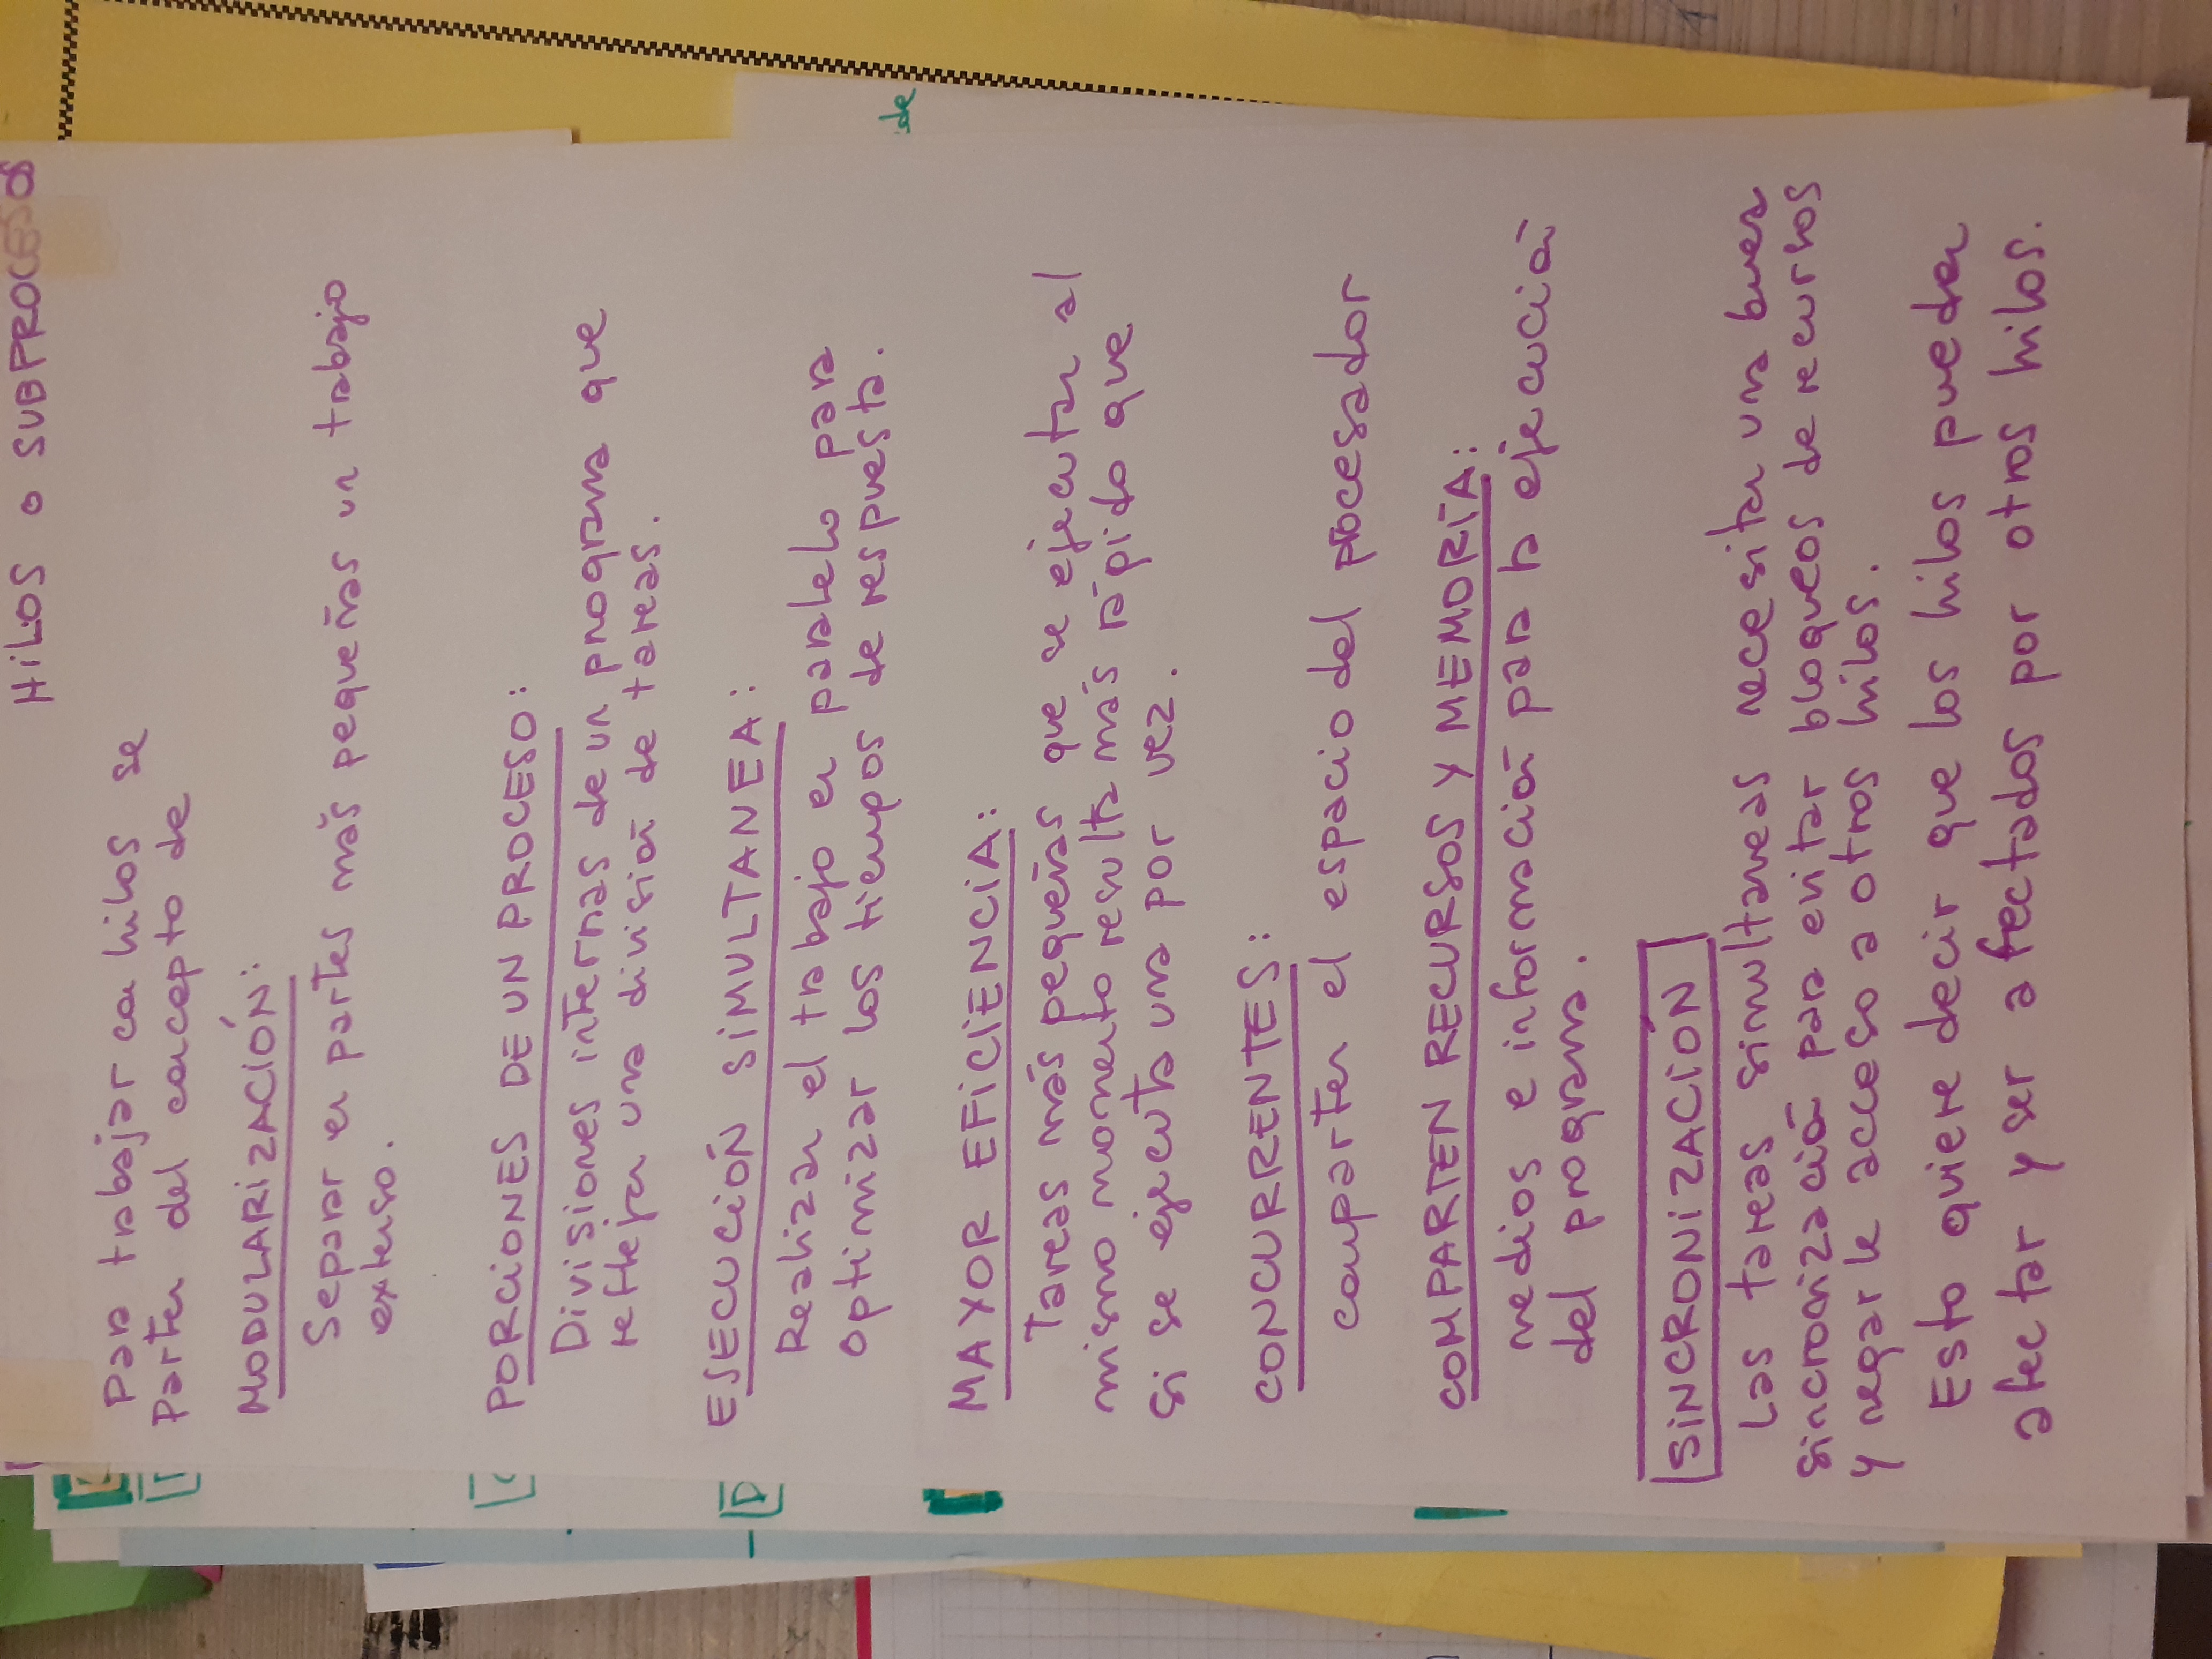 HILOS o SUBPROCESOS
Para trabajar con hilos se
Parten del concepto de
MODULARIZACIÓN:
Separar en partes más pequeñas un trabajo
extenso.
PORCIONES DE UN PROCESO:
Divisiones internas de un programa que
reflejan una división de tareas.
EJECUCIÓN SIMULTANEA:
Realizan el trabajo en paralelo para
optimizar los tiempos de respuesta.
MAYOR EFICIENCIA:
Tareas más pequeñas que se ejecutan al
mismo momento resulta más rápido que
si se ejecuta una por vez.
CONCURRENTES:
comparten el espacio del procesador
COMPARTEN RECURSOS Y MEMORIA:
medios e información para la ejecución
del programa.
SINCRONIZACIÓN
Las tareas simultaneas necesitan una buena
sincronización para evitar bloqueos de recursos
y negarle acceso a otros hilos.
Esto quiere decir que los hilos pueden
afectar y ser afectados por otros hilos.
D
de